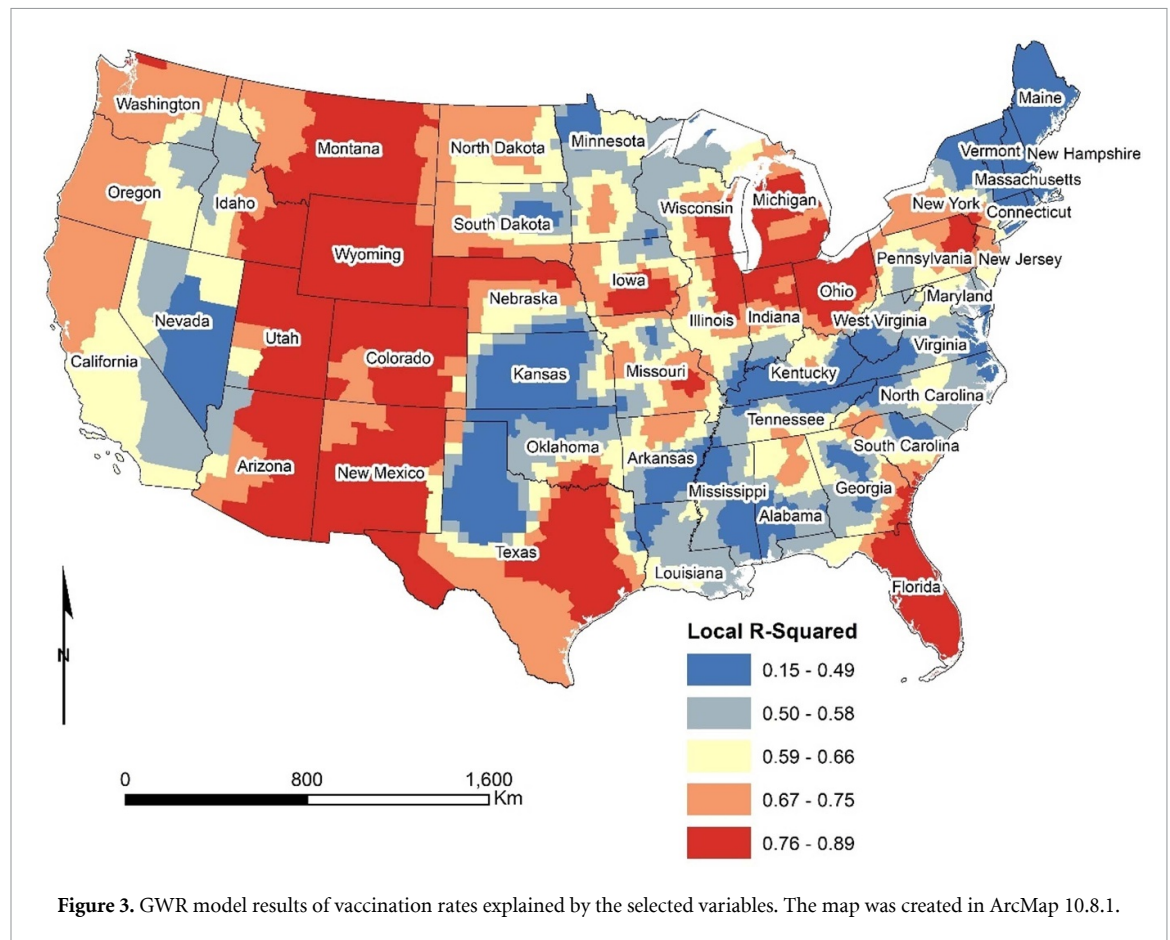 Washington
Montana
North Dakota
Minnesota
Maine
Vermont New Hampshire
Massachusetts
Oregon
Idaho
South Dakota
Wisconsin
Michigan
New York
Connecticut
Wyoming
Iowa
Pennsylvania New Jersey
Nebraska
Ohio
Maryland
Nevada
Utah
Illinois
Indiana
West Virginia
California
Colorado
Kansas
Missouri
Kentucky
Virginia
North Carolina
Tennessee
Arizona
New Mexico
Oklahoma
Arkansas
South Carolina
Mississippi
Georgia
Alabama
Texas
Louisiana
Florida
N
Local R-Squared
0.15 - 0.49
0.50 - 0.58
0.59 - 0.66
0.67 - 0.75
0.76 - 0.89
0 800 1,600
Km
Figure 3. GWR model results of vaccination rates explained by the selected variables. The map was created in ArcMap 10.8.1.